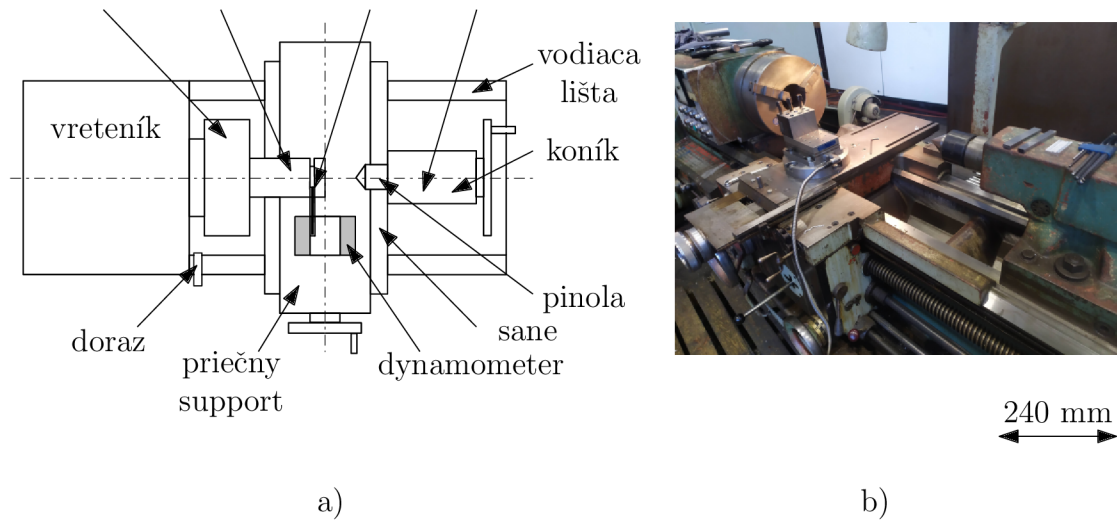 vodiaca
lišta
vreteník
koník
pinola
doraz
sane
priečny
dynamometer
support
240 mm
a)
b)